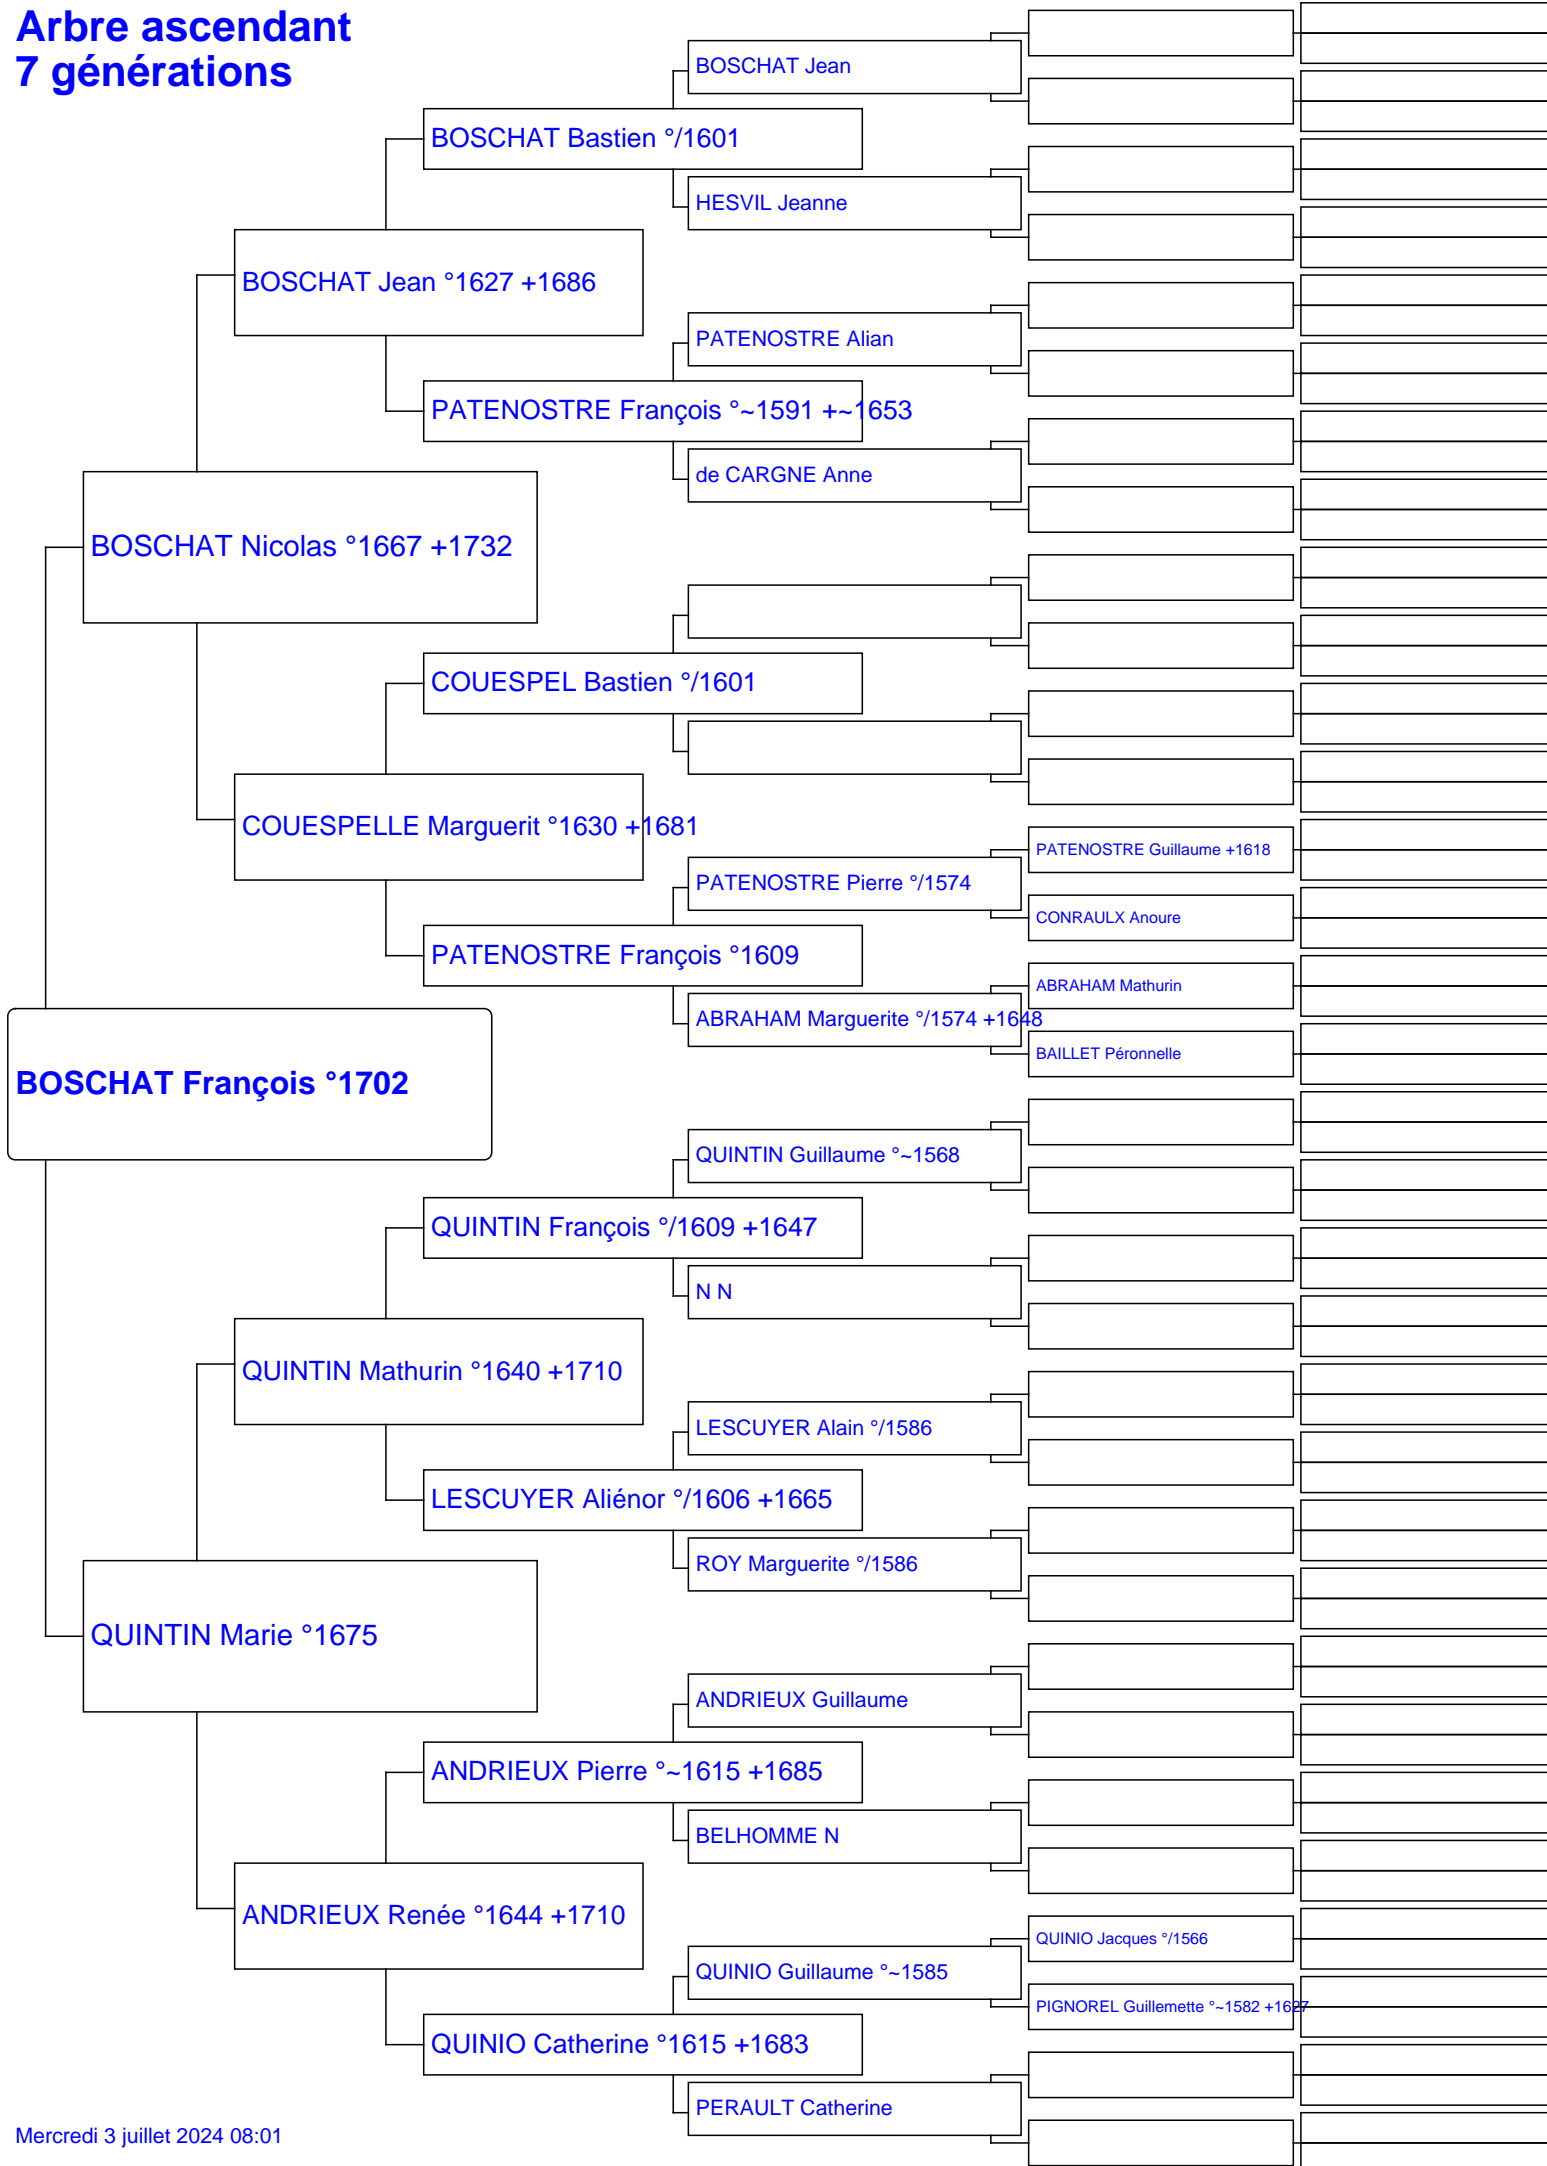 Arbre ascendant
7 générations
BOSCHAT Jean
BOSCHAT Bastien °/1601
HESVIL Jeanne
BOSCHAT Jean °1627 +1686
PATENOSTRE Alian
PATENOSTRE François °~1591 +~1653
de CARGNE Anne
BOSCHAT Nicolas °1667 +1732
COUESPEL Bastien °/1601
COUESPELLE Marguerit °1630 +1681
PATENOSTRE Guillaume +1618
PATENOSTRE Pierre °/1574
CONRAULX Anoure
PATENOSTRE François °1609
ABRAHAM Mathurin
ABRAHAM Marguerite °/1574 +1648
BAILLET Péronnelle
BOSCHAT François °1702
QUINTIN Guillaume °~1568
QUINTIN François °/1609 +1647
N N
QUINTIN Mathurin °1640 +1710
LESCUYER Alain °/1586
LESCUYER Aliénor °/1606 +1665
ROY Marguerite °/1586
QUINTIN Marie °1675
ANDRIEUX Guillaume
ANDRIEUX Pierre °~1615 +1685
BELHOMME N
ANDRIEUX Renée °1644 +1710
QUINIO Jacques °/1566
QUINIO Guillaume °~1585
PIGNOREL Guillemette °~1582 +1627
QUINIO Catherine °1615 +1683
PERAULT Catherine
Mercredi 3 juillet 2024 08:01